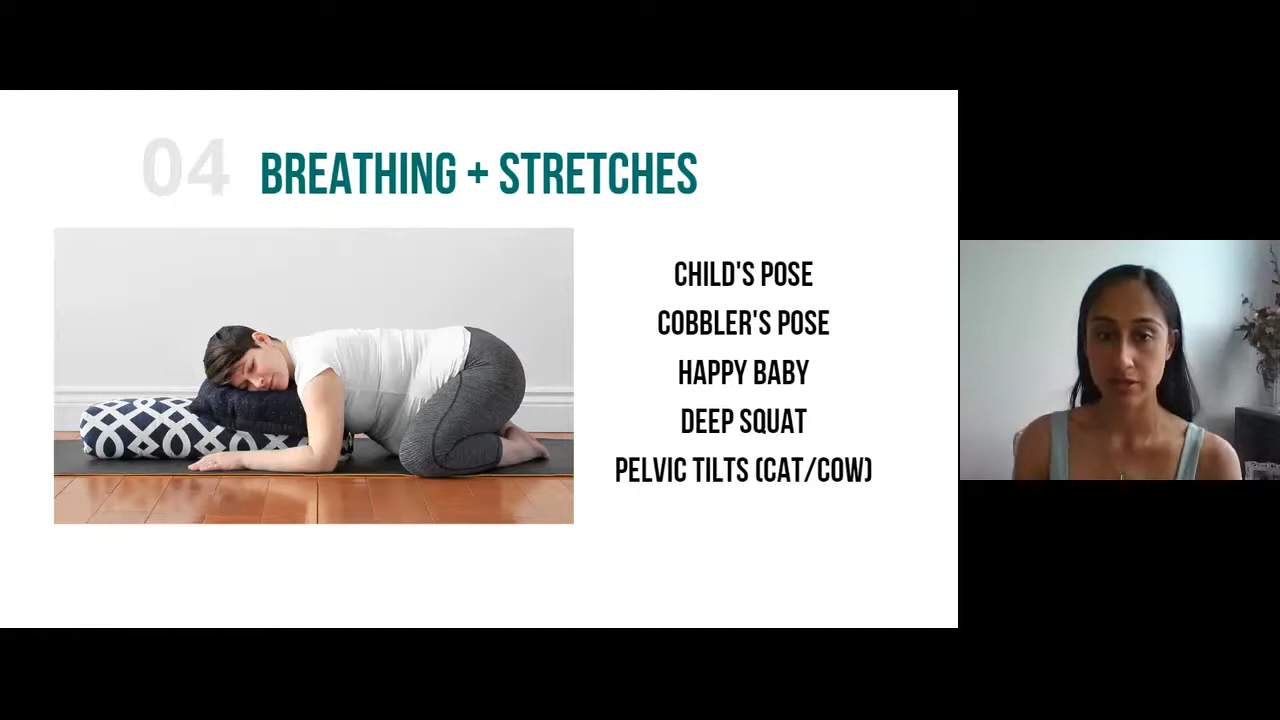 04 BREATHING + STRETCHES
CHILD'S POSE
COBBLER'S POSE
HAPPY BABY
DEEP SQUAT
PELVIC TILTS (CAT/COW)